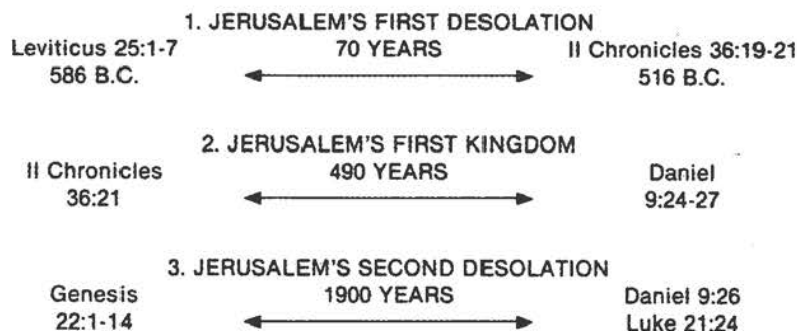 1. JERUSALEM'S FIRST DESOLATION
Leviticus 25:1-7 70 YEARS II Chronicles 36:19-21
586 B.C. 516 B.C.
2. JERUSALEM'S FIRST KINGDOM
II Chronicles 490 YEARS Daniel
36:21 9:24-27
3. JERUSALEM'S SECOND DESOLATION
Genesis 1900 YEARS Daniel 9:26
22:1-14 Luke 21:24